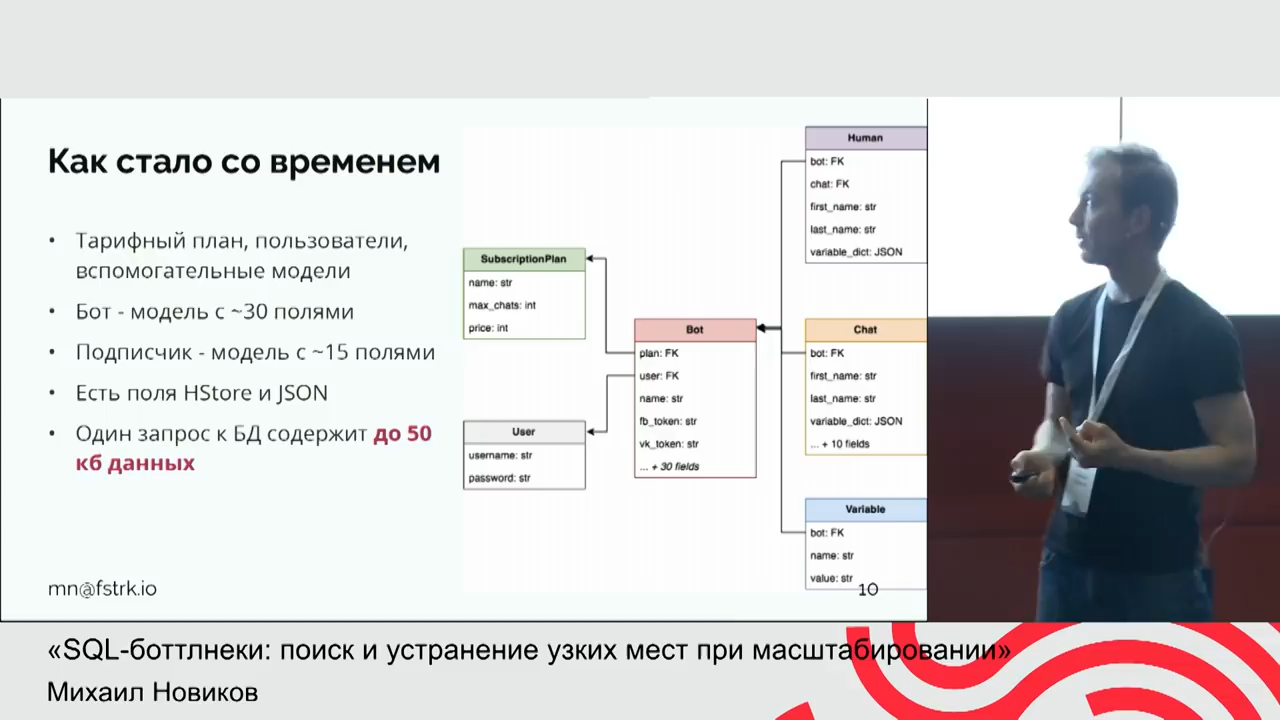 Как стало со временем
• Тарифный план, пользователи,
вспомогательные модели
• Бот - модель с ~30 полями
• Подписчик - модель с ~15 полями
• Есть поля HStore и JSON
• Один запрос к БД содержит до 50
кб данных
SubscriptionPlan
name: str
max_chats: int
price: int
User
username: str
password: str
Bot
plan: FK
user: FK
name: str
fb_token: str
vk_token: str
... + 30 fields
Human
bot: FK
chat: FK
first_name: str
last_name: str
variable_dict: JSON
Chat
bot: FK
first_name: str
last_name: str
variable_dict: JSON
... + 10 fields
Variable
bot: FK
name: str
value: str
mn@fstrk.io
10
«SQL-боттлнеки: поиск и устранение узких мест при масштабировании»
Михаил Новиков